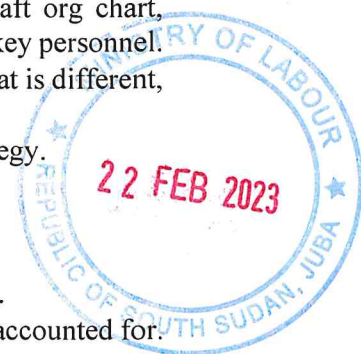 aft org chart,
key personnel.
at is different,
egy.
accounted for.
MINISTRY OF LABOUR
22 FEB 2023
REPUBLIC OF SOUTH SUDAN, JUBA